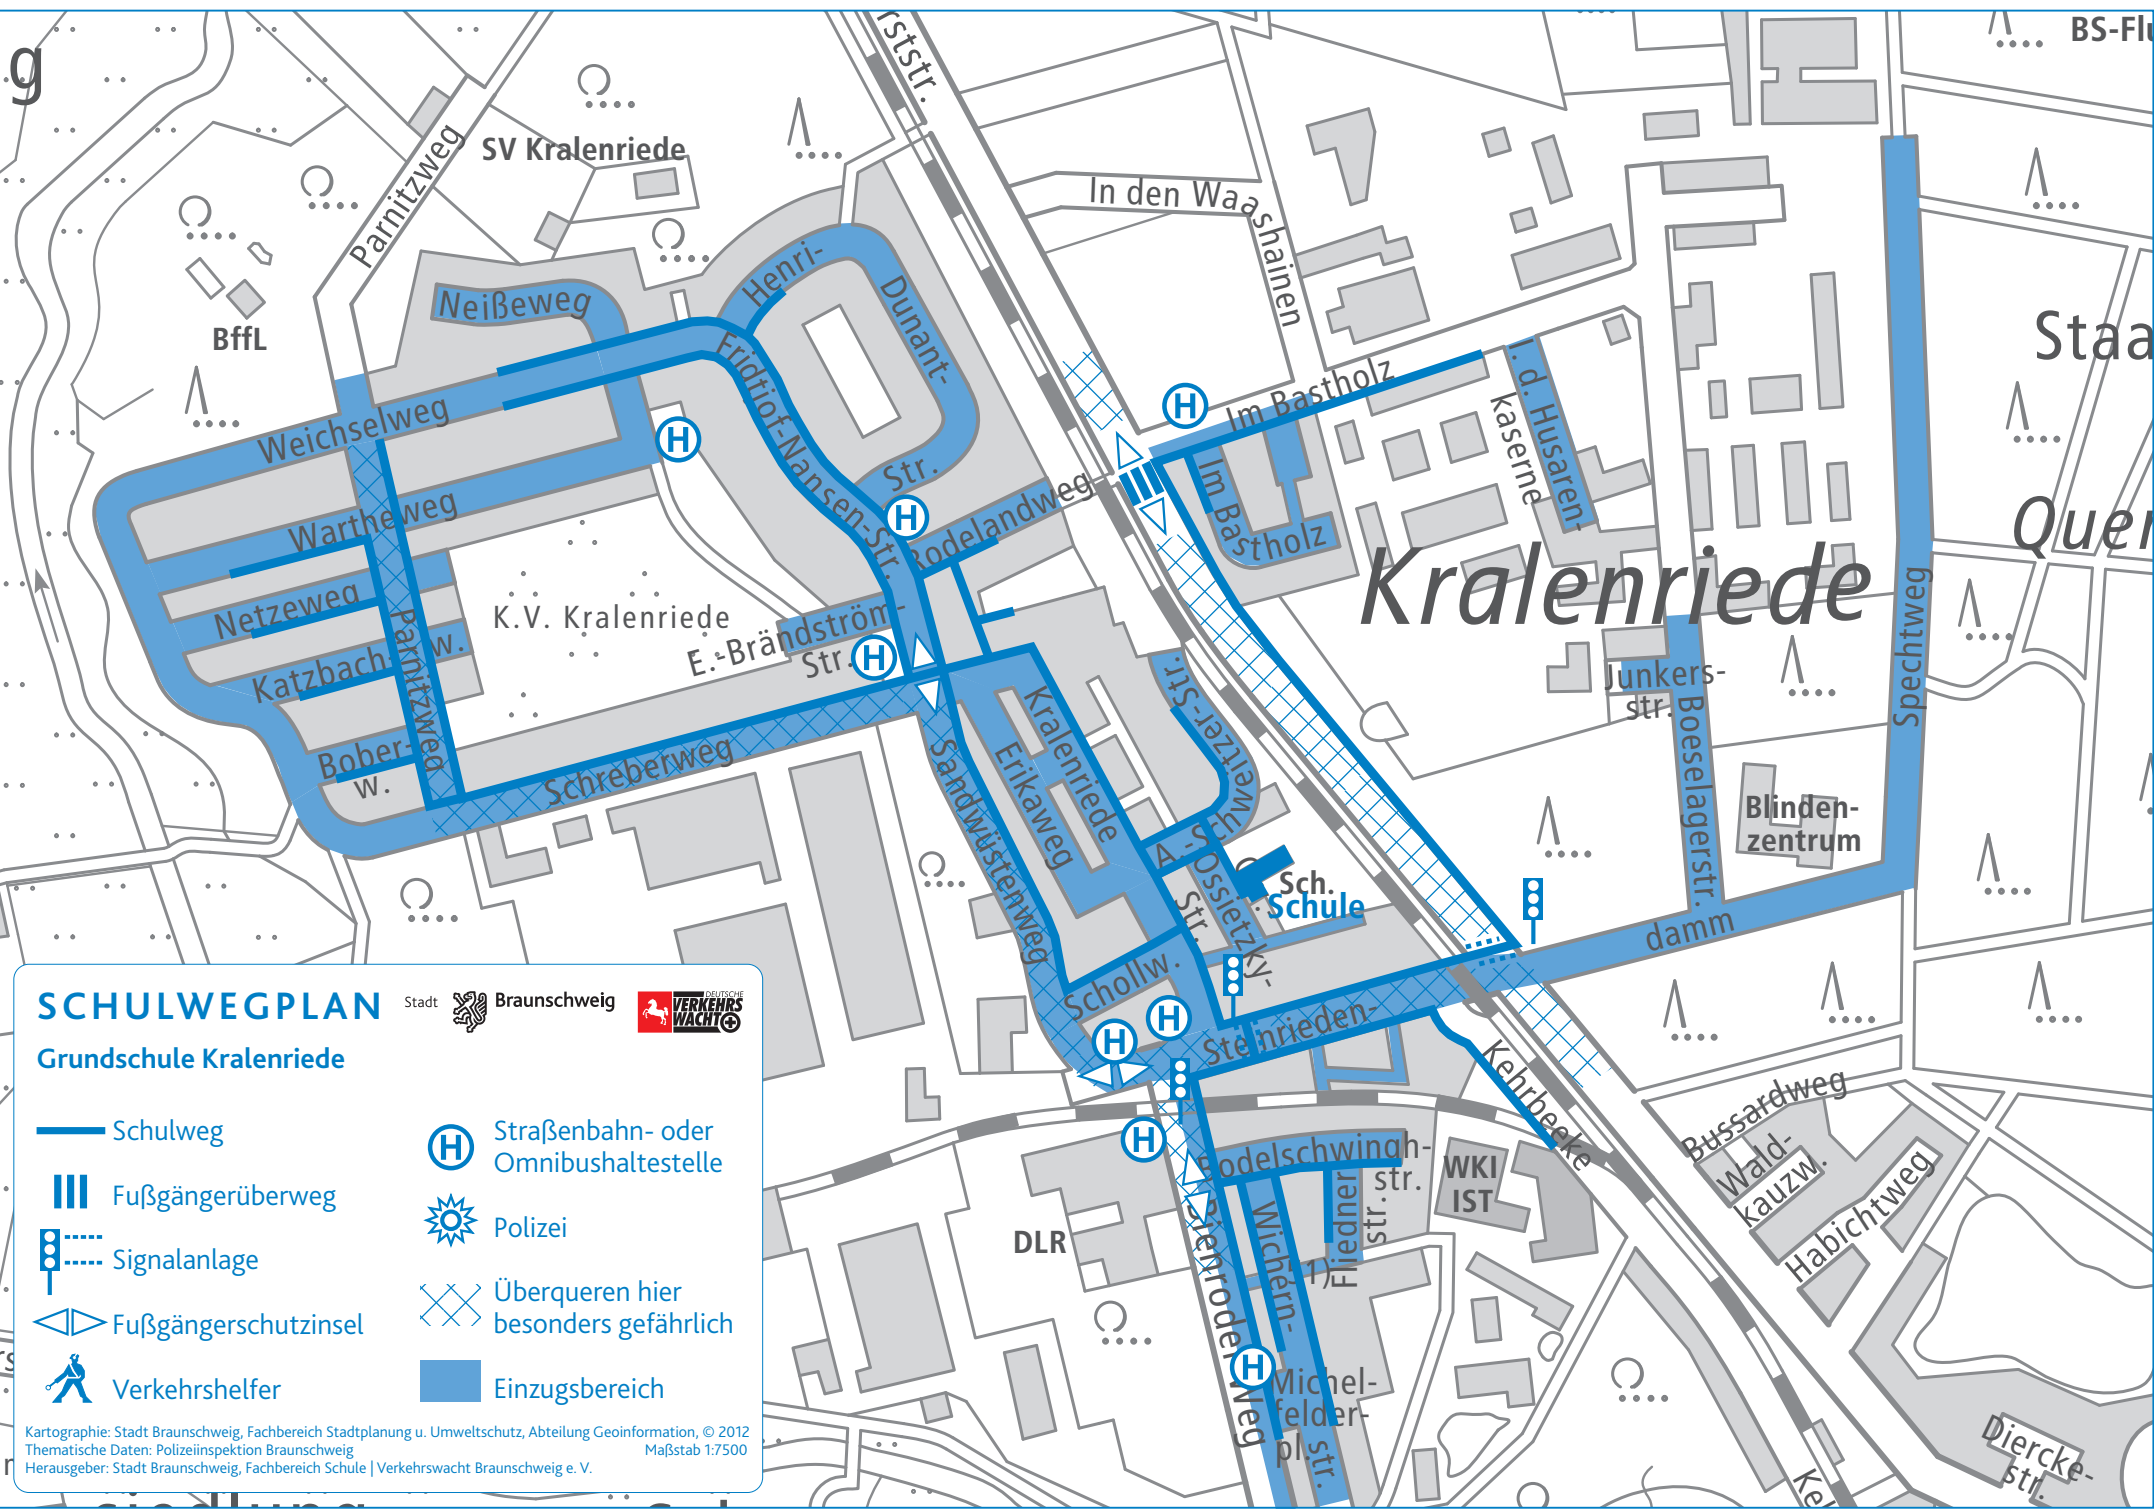 g
rststr.
BS-Flu
Parnitzweg
SV Kralenriede
In den Waashainen
BffL
Neißeweg
Henri-
Dunant-
Str.
Fridtjof-Nansen-Str.
Weichselweg
Wartheweg
Netzeweg
Katzbach-
w.
Bober-
w.
Parnitzweg
K.V. Kralenriede
E.-Brändström-
Str.
Rodelandweg
Schreberweg
H
H
H
H
Im Bastholz
Im
Bastholz
I. d. Husaren-
kaserne
Kralenriede
Staa
Quer
Spechtweg
Junkers-
str.
Boeselagerstr.
Blinden-
zentrum
damm
Sandwüstenweg
Erikaweg
Kralenriede
A.-Schweitzer-Str.
C.
-Ossietzky-
Str.
Sch.
Schule
Schollw.
Steinrieden-
H
H
H
H
Kehrbeeke
Bussardweg
Wald-
kauzw.
Habichtweg
Bodelschwingh-
str.
WKI
IST
Fliedner
str.
Wichern-
str.
Bienroder Weg
Michel-
felder-
pl.
DLR
Diercke-
str.
Ke
SCHULWEGPLAN
Stadt
Braunschweig
DEUTSCHE
VERKEHRS
WACHT
Grundschule Kralenriede
Schulweg
Fußgängerüberweg
Signalanlage
Fußgängerschutzinsel
Verkehrshelfer
H
Straßenbahn- oder
Omnibushaltestelle
Polizei
Überqueren hier
besonders gefährlich
Einzugsbereich
Kartographie: Stadt Braunschweig, Fachbereich Stadtplanung u. Umweltschutz, Abteilung Geoinformation, © 2012
Thematische Daten: Polizeiinspektion Braunschweig
Maßstab 1:7500
Herausgeber: Stadt Braunschweig, Fachbereich Schule | Verkehrswacht Braunschweig e. V.